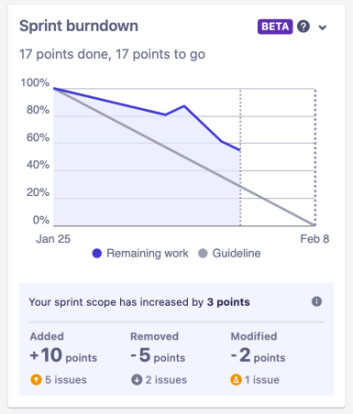 Sprint burndown BETA ?
17 points done, 17 points to go
100%
80%
60%
40%
20%
0%
Jan 25 Feb 8
Remaining work Guideline
Your sprint scope has increased by 3 points
Added Removed Modified
+10 points -5 points -2 points
5 issues 2 issues 1 issue